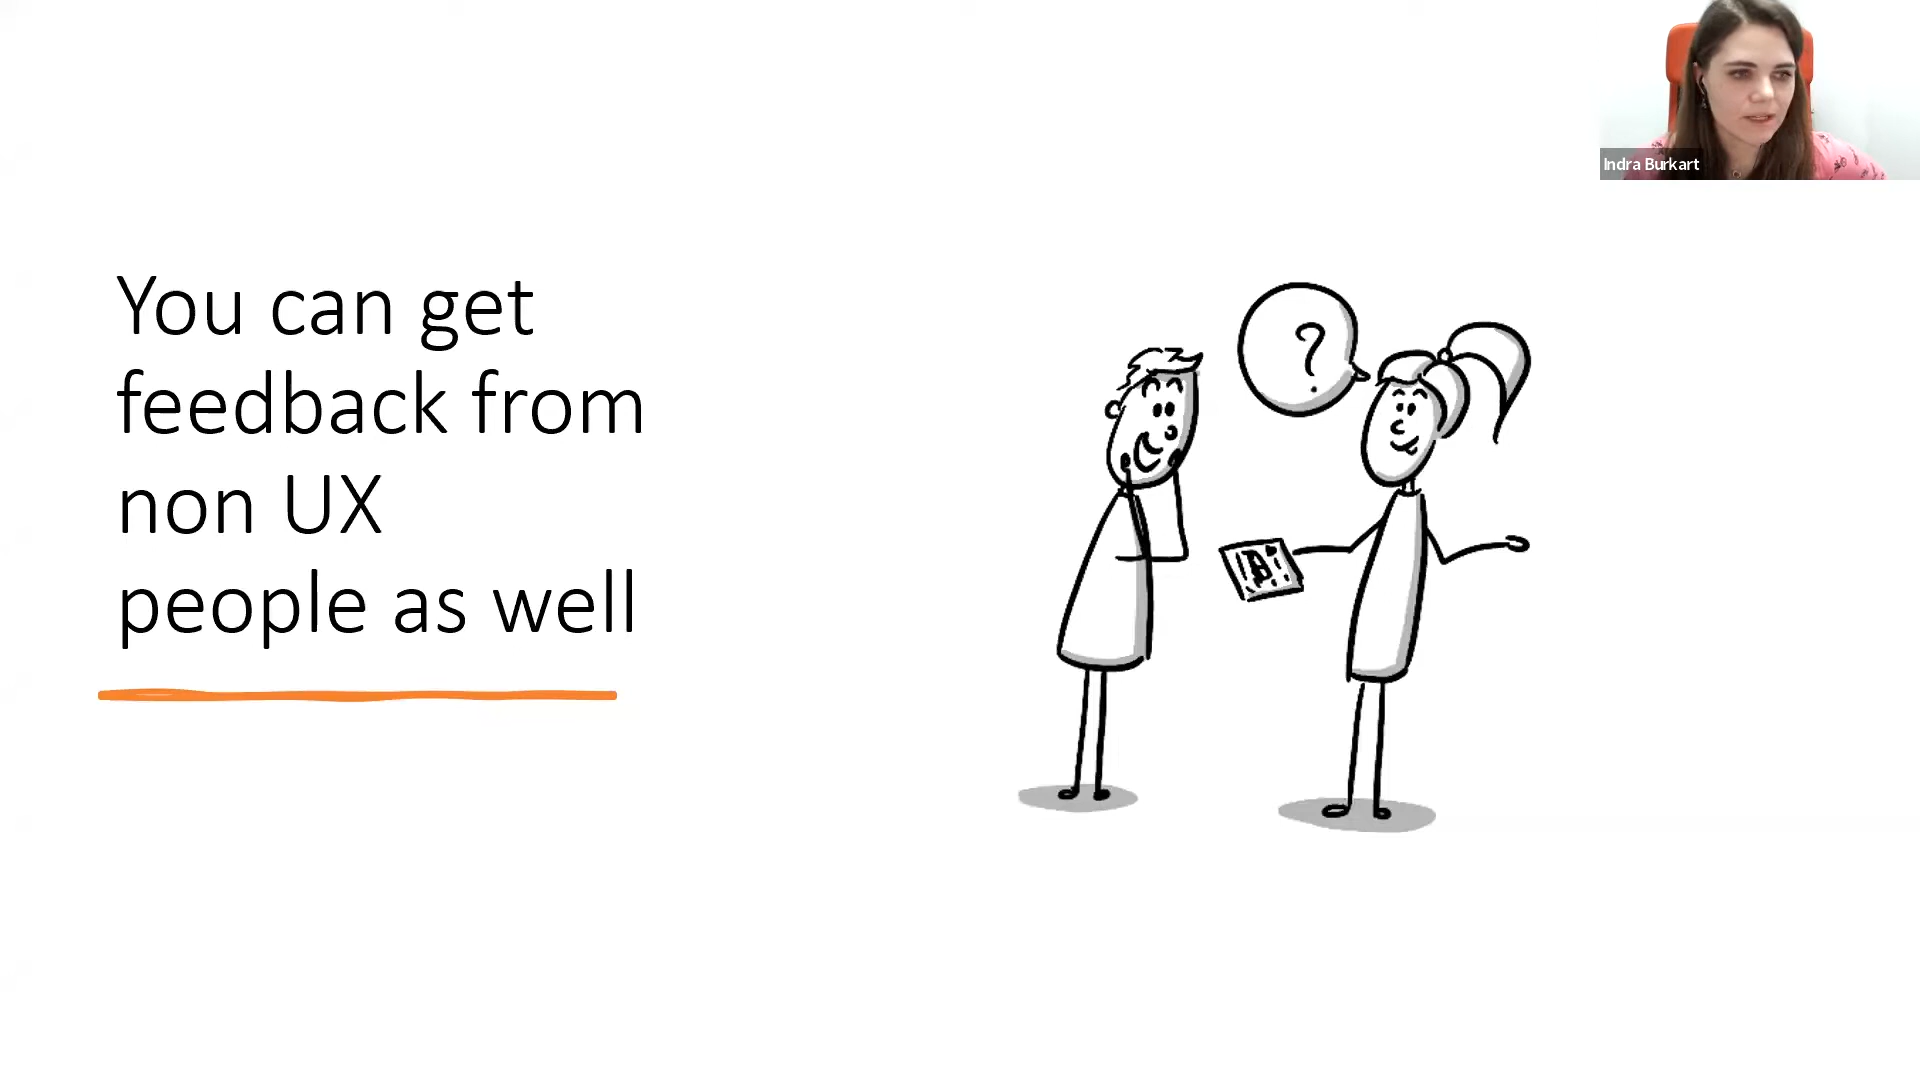 Indra Burkart
You can get
feedback from
non UX
people as well
?